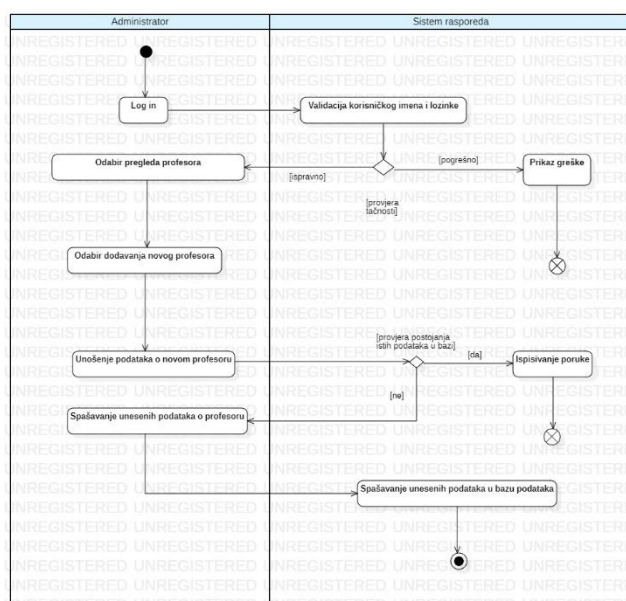 Administrator
Sistem rasporeda
Log in
Validacija korisničkog imena i lozinke
Odabir pregleda profesora
[ispravno]
[pogrešno]
Prikaz greške
[provjera
tačnosti]
Odabir dodavanja novog profesora
Unošenje podataka o novom profesoru
[provjera postojanja
istih podataka u bazi]
[da]
Ispisivanje poruke
[ne]
Spašavanje unesenih podataka o profesoru
Spašavanje unesenih podataka u bazu podataka